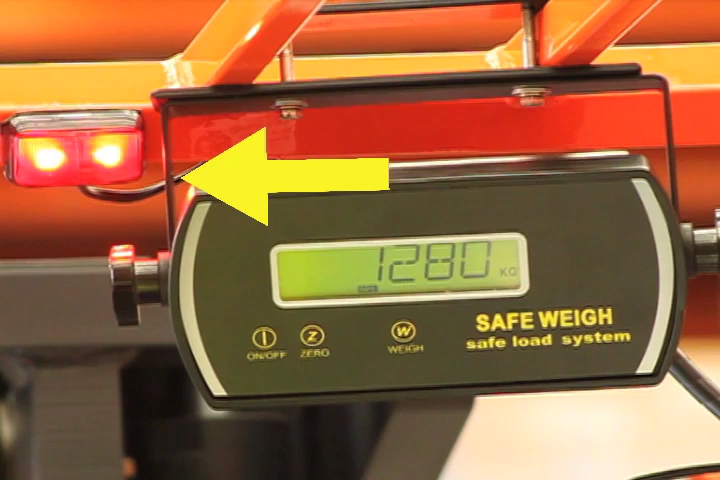 1280 KG
SAFE WEIGH
safe load system
I Z W
ON/OFF ZERO WEIGH